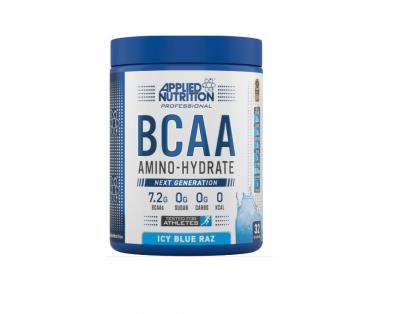 APPLIED
NUTRITION
PROFESSIONAL
BCAA
AMINO-HYDRATE
NEXT GENERATION
7.2G 0G 0G 0
BCAAs SUGAR CARBS KCAL
TESTED FOR
ATHLETES
ICY BLUE RAZ
32